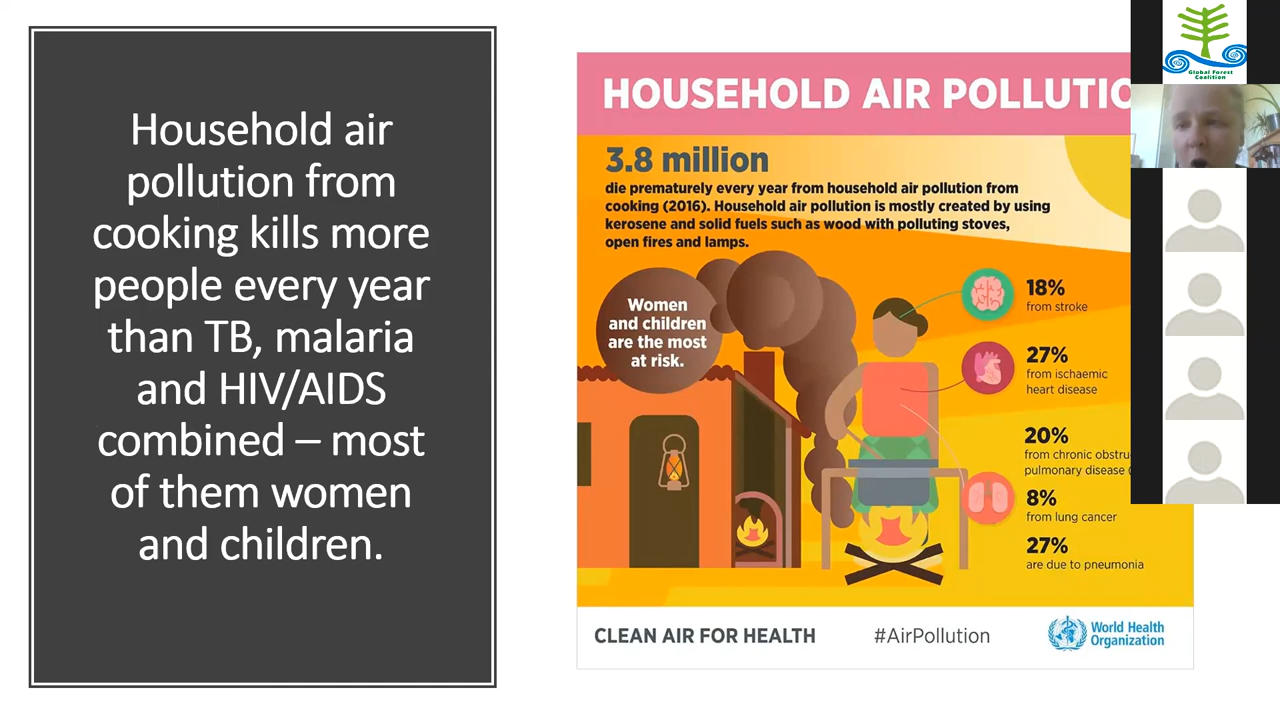 Household air
pollution from
cooking kills more
people every year
than TB, malaria
and HIV/AIDS
combined – most
of them women
and children.
HOUSEHOLD AIR POLLUTIO
3.8 million
die prematurely every year from household air pollution from
cooking (2016). Household air pollution is mostly created by using
kerosene and solid fuels such as wood with polluting stoves,
open fires and lamps.
Women
and children
are the most
at risk.
18%
from stroke
27%
from ischaemic
heart disease
20%
from chronic obstru
pulmonary disease (
8%
from lung cancer
27%
are due to pneumonia
CLEAN AIR FOR HEALTH
#AirPollution
World Health
Organization
Global Forest
Coalition